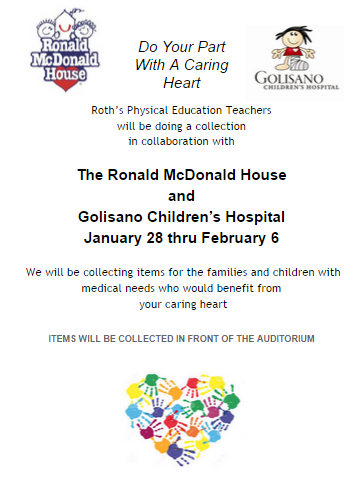 Ronald
McDonald
House
Do Your Part
With A Caring
Heart
GOLISANO
CHILDREN'S HOSPITAL
Roth's Physical Education Teachers
will be doing a collection
in collaboration with
The Ronald McDonald House
and
Golisano Children's Hospital
January 28 thru February 6
We will be collecting items for the families and children with
medical needs who would benefit from
your caring heart
ITEMS WILL BE COLLECTED IN FRONT OF THE AUDITORIUM